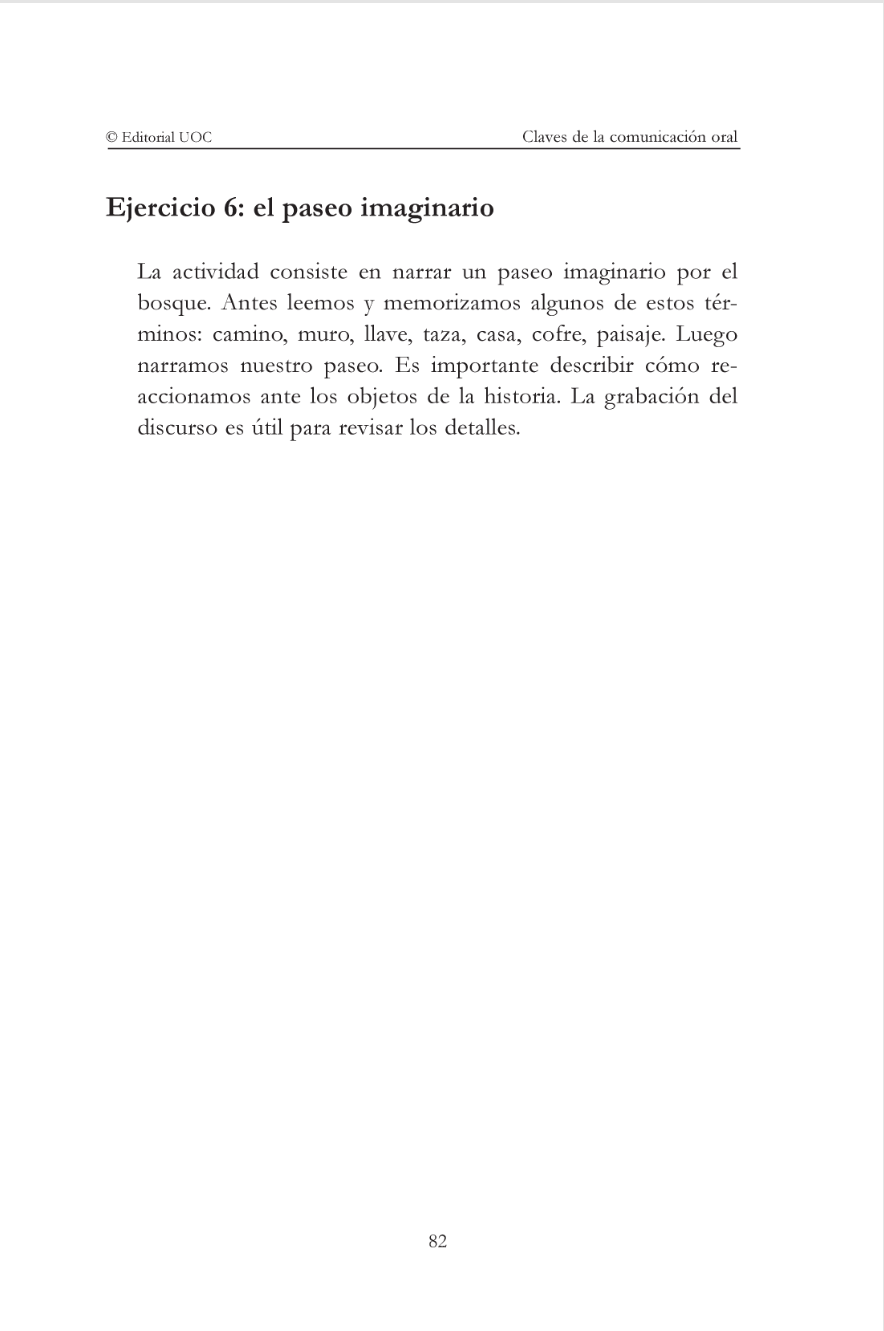 © Editorial UOC
Claves de la comunicación oral
Ejercicio 6: el paseo imaginario
La actividad consiste en narrar un paseo imaginario por el
bosque. Antes leemos y memorizamos algunos de estos tér-
minos: camino, muro, llave, taza, casa, cofre, paisaje. Luego
narramos nuestro paseo. Es importante describir cómo re-
accionamos ante los objetos de la historia. La grabación del
discurso es útil para revisar los detalles.
82